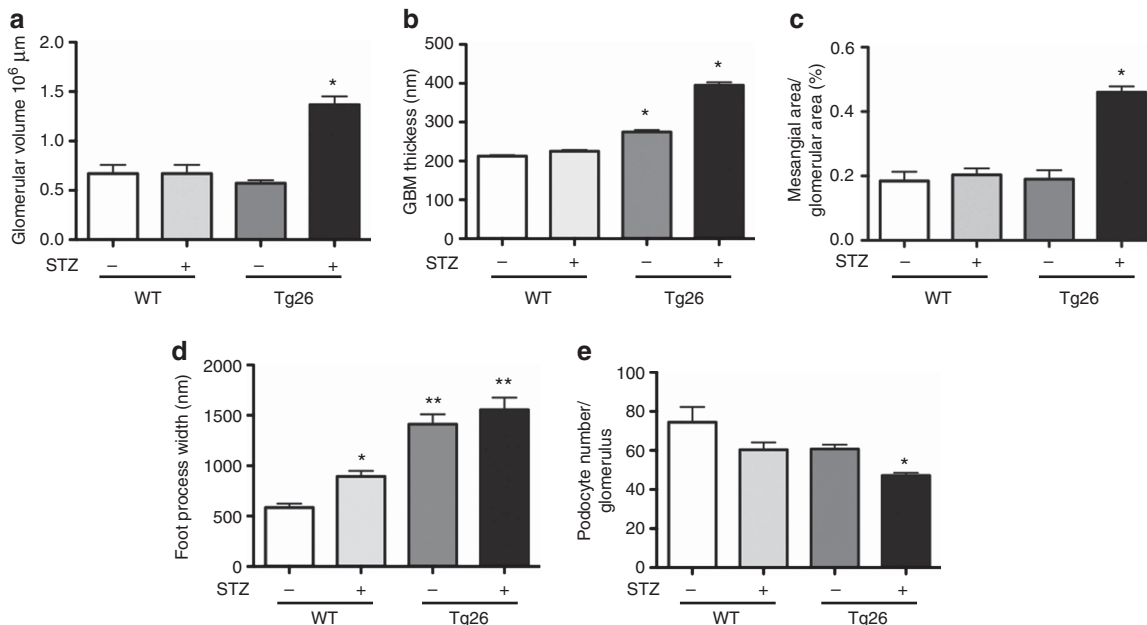 a
Glomerular volume 10⁶ μm
2.0
1.5
1.0
0.5
0.0
*
STZ – + – +
WT Tg26
b
GBM thickess (nm)
500
400
300
200
100
0
*
*
STZ – + – +
WT Tg26
c
Mesangial area/
glomerular area (%)
0.6
0.4
0.2
0.0
*
STZ – + – +
WT Tg26
d
Foot process width (nm)
2000
1500
1000
500
0
*
**
**
STZ – + – +
WT Tg26
e
Podocyte number/
glomerulus
100
80
60
40
20
0
*
STZ – + – +
WT Tg26